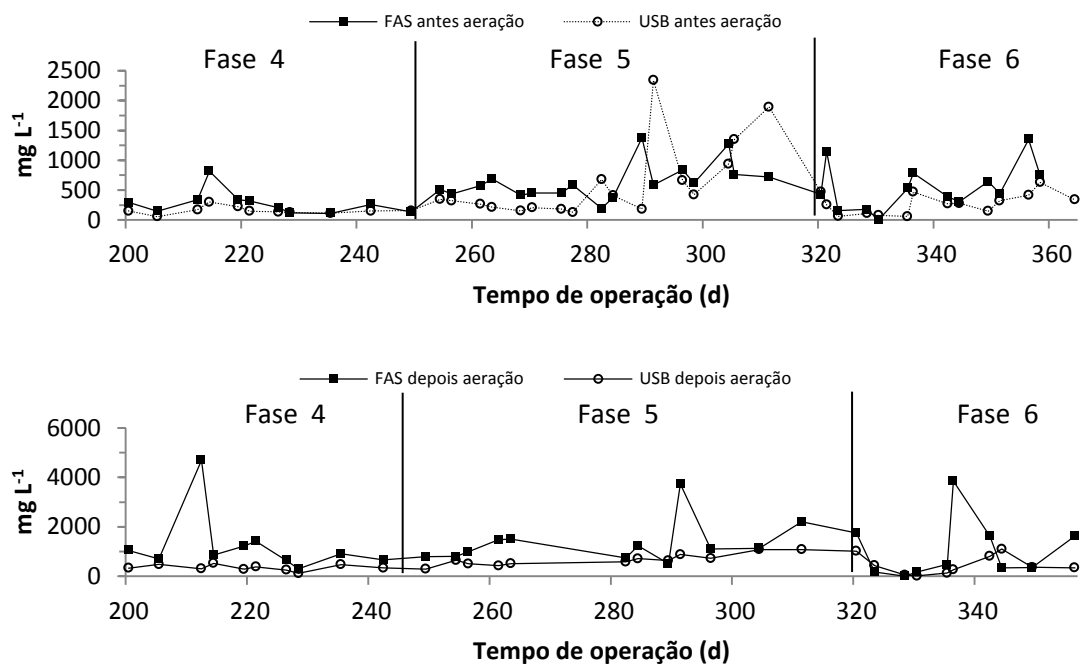 FAS antes aeração USB antes aeração
Fase 4 Fase 5 Fase 6
2500
2000
1500
1000
500
0
mg L-1
200 220 240 260 280 300 320 340 360
Tempo de operação (d)
FAS depois aeração USB depois aeração
Fase 4 Fase 5 Fase 6
6000
4000
2000
0
mg L-1
200 220 240 260 280 300 320 340
Tempo de operação (d)